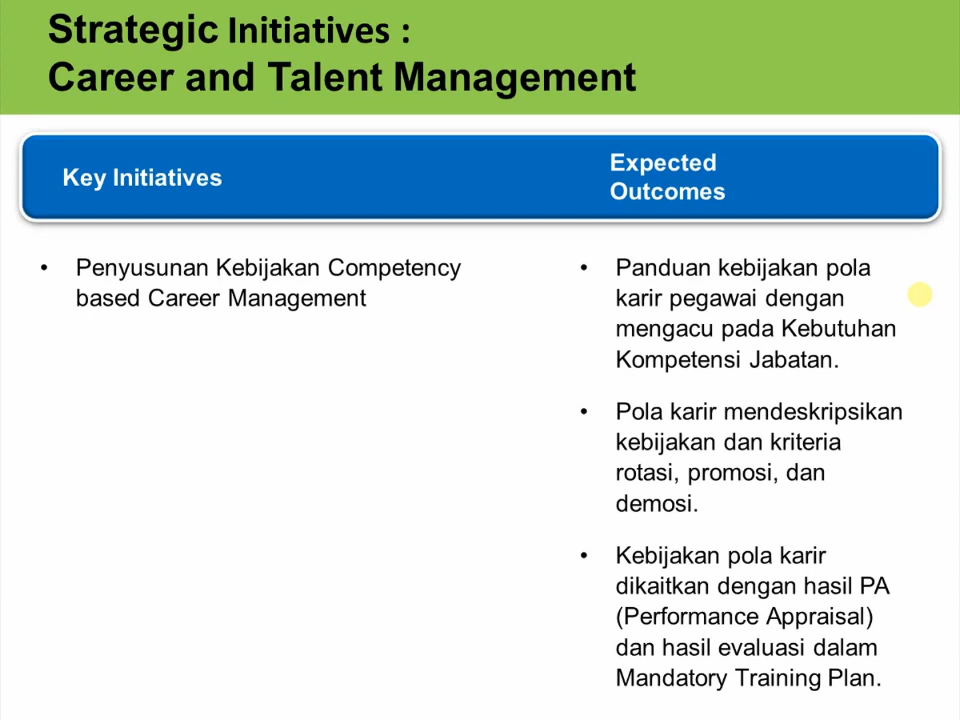 Strategic Initiatives :
Career and Talent Management
Key Initiatives
Expected
Outcomes
• Penyusunan Kebijakan Competency
based Career Management
• Panduan kebijakan pola
karir pegawai dengan
mengacu pada Kebutuhan
Kompetensi Jabatan.
• Pola karir mendeskripsikan
kebijakan dan kriteria
rotasi, promosi, dan
demosi.
• Kebijakan pola karir
dikaitkan dengan hasil PA
(Performance Appraisal)
dan hasil evaluasi dalam
Mandatory Training Plan.